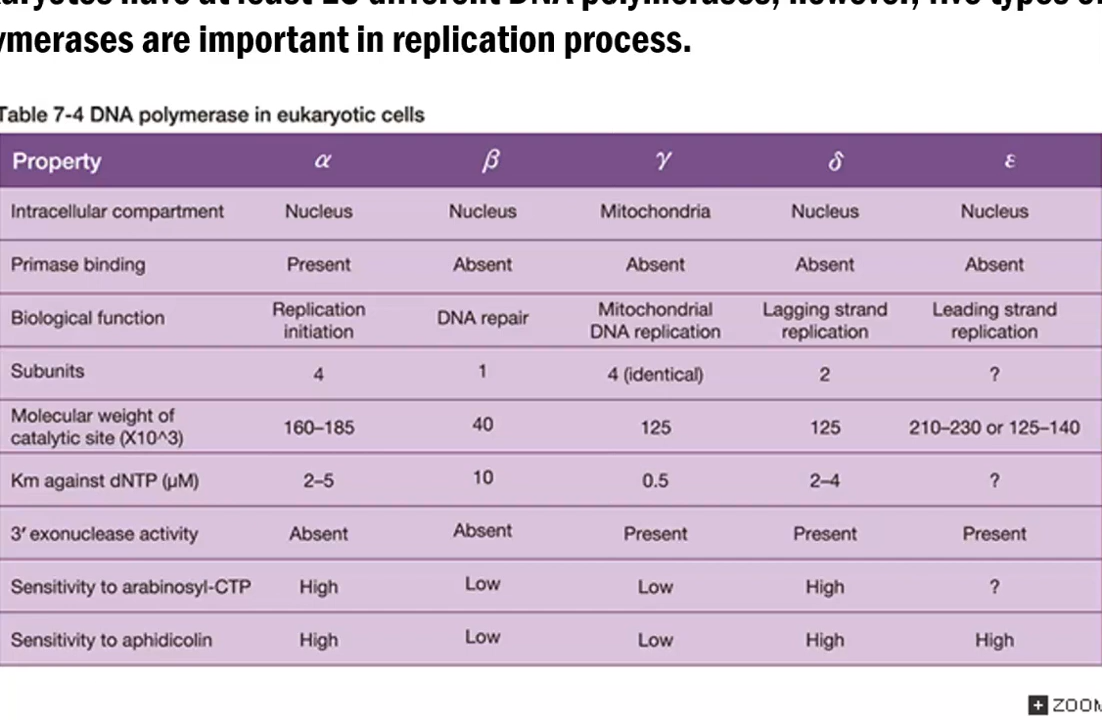 ymerases are important in replication process.
Table 7-4 DNA polymerase in eukaryotic cells
Property α β γ δ ε
Intracellular compartment Nucleus Nucleus Mitochondria Nucleus Nucleus
Primase binding Present Absent Absent Absent Absent
Biological function Replication initiation DNA repair Mitochondrial DNA replication Lagging strand replication Leading strand replication
Subunits 4 1 4 (identical) 2 ?
Molecular weight of catalytic site (X10^3) 160–185 40 125 125 210–230 or 125–140
Km against dNTP (μM) 2–5 10 0.5 2–4 ?
3′ exonuclease activity Absent Absent Present Present Present
Sensitivity to arabinosyl-CTP High Low Low High ?
Sensitivity to aphidicolin High Low Low High High
+ ZOOM